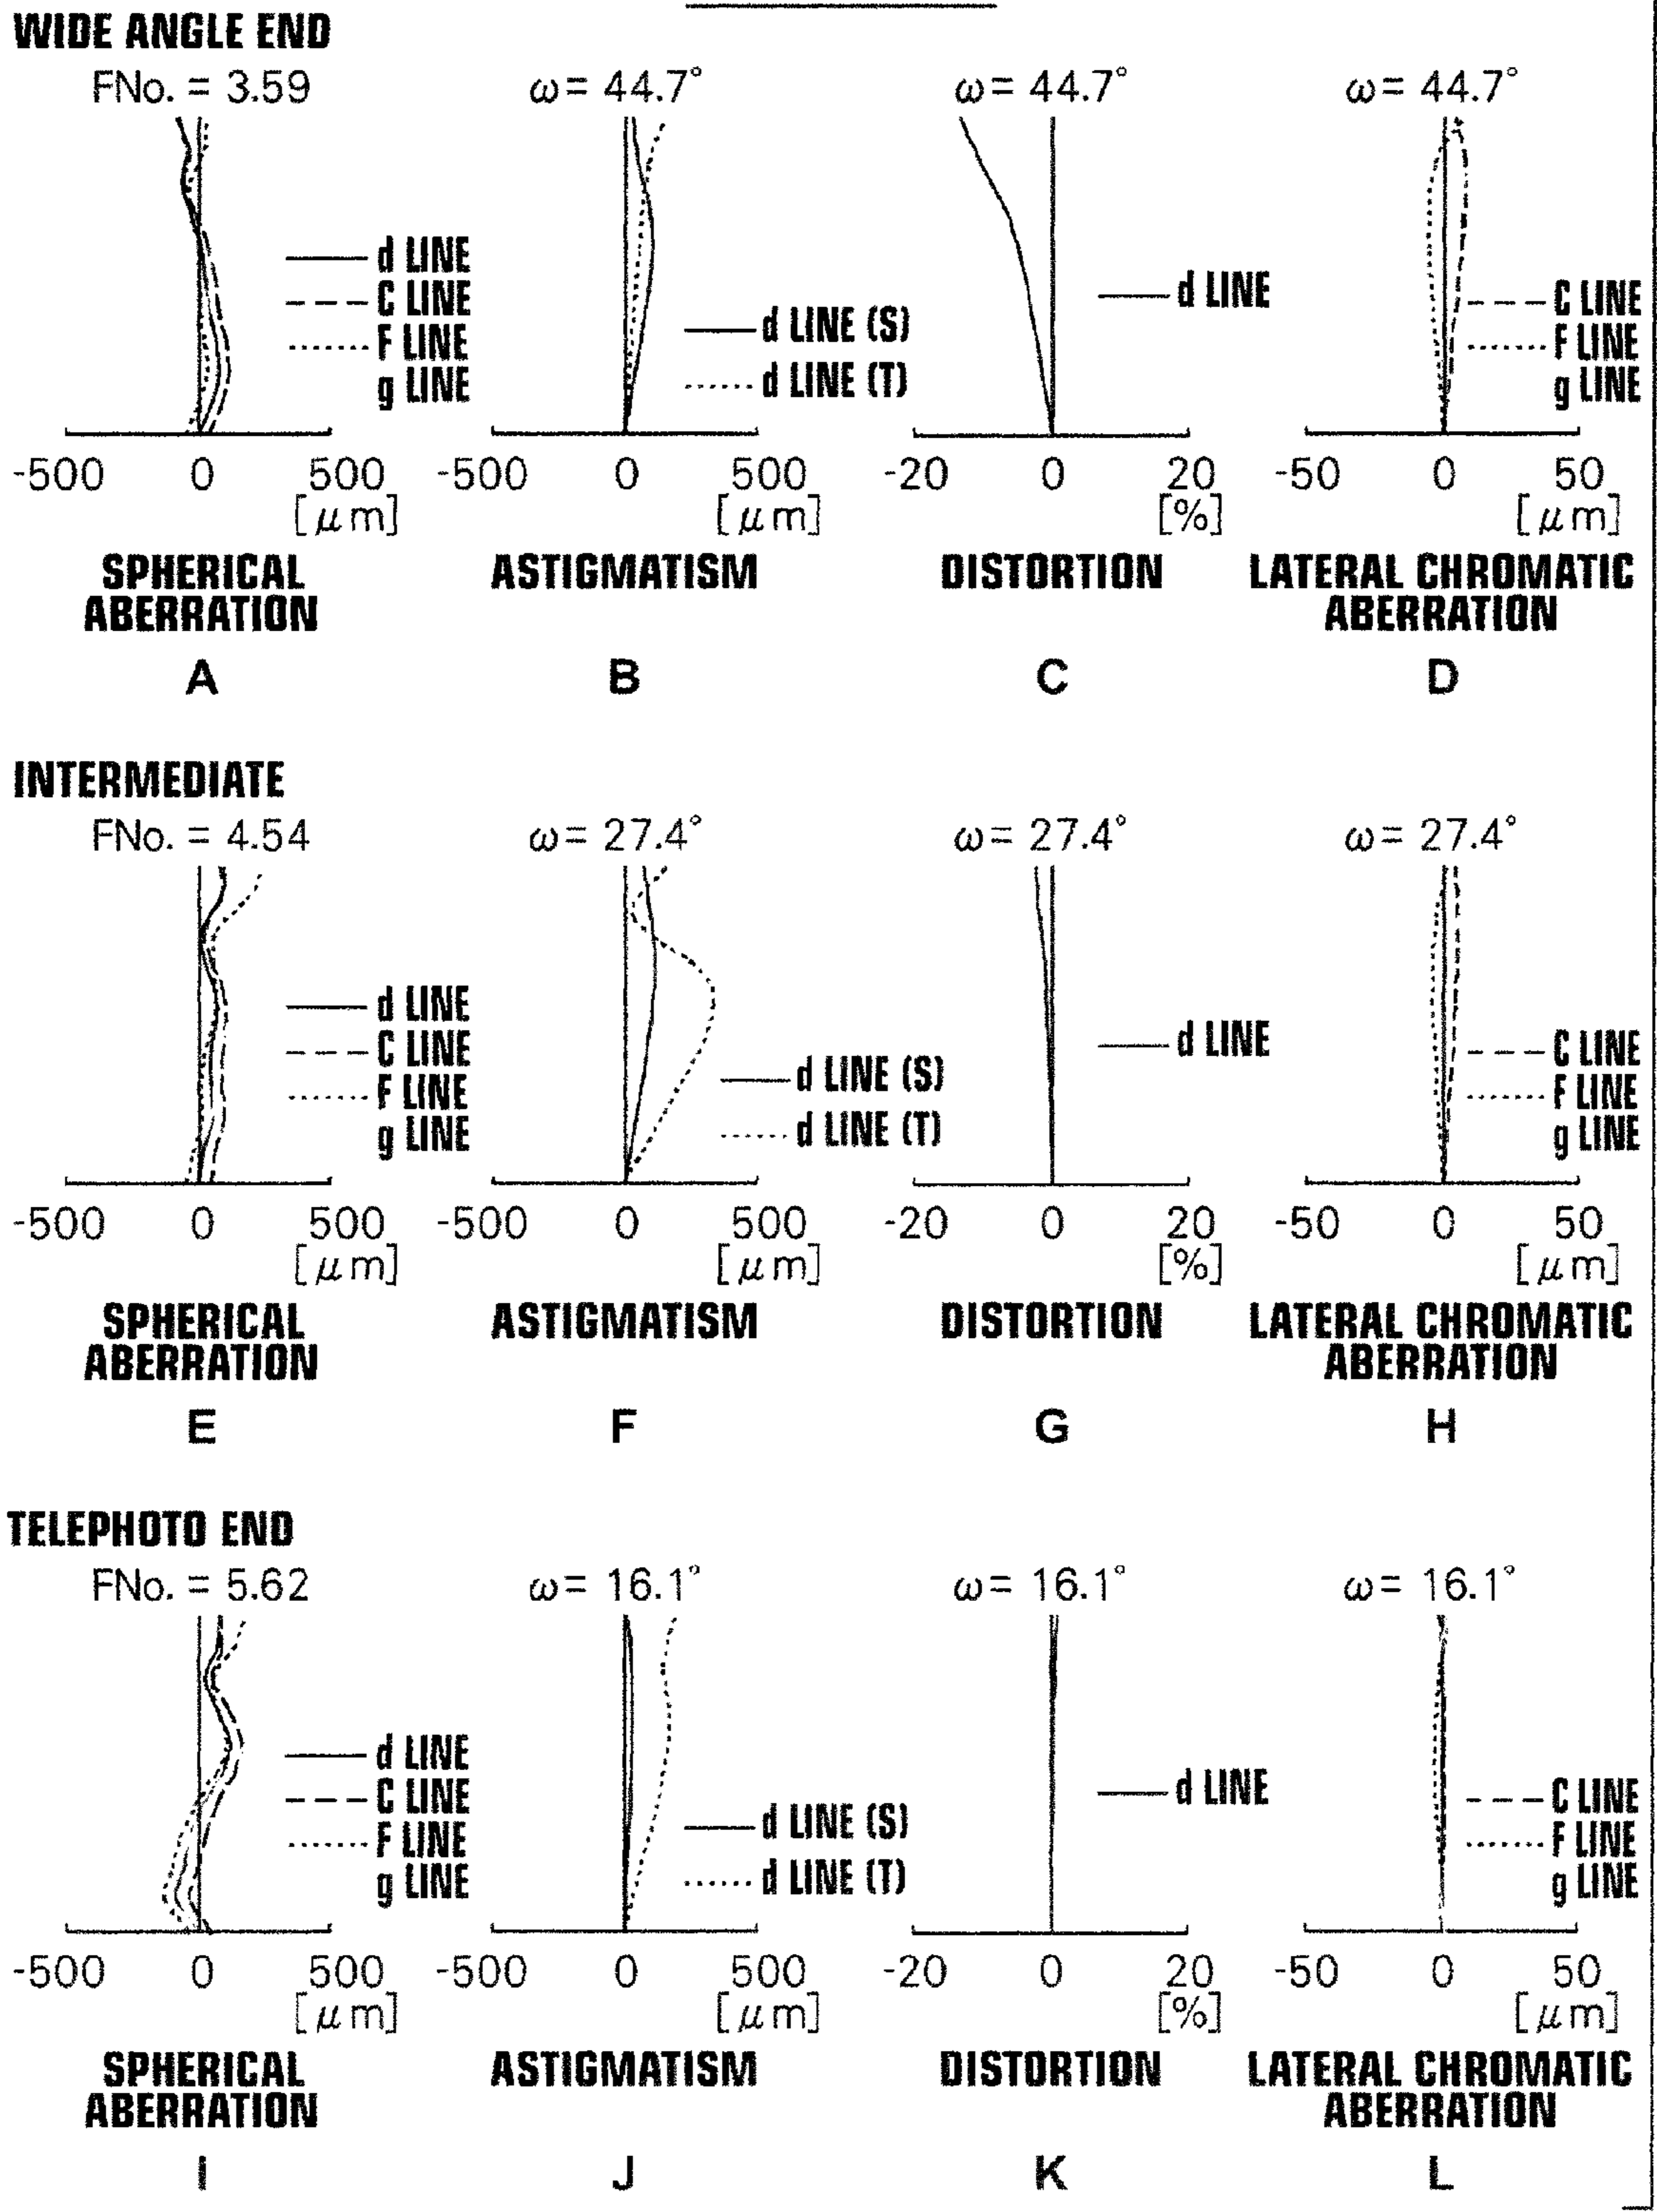 WIDE ANGLE END
FNo. = 3.59
ω= 44.7°
ω= 44.7°
ω= 44.7°
d LINE
C LINE
F LINE
g LINE
d LINE (S)
d LINE (T)
d LINE
C LINE
F LINE
g LINE
-500 0 500
[μm]
-500 0 500
[μm]
-20 0 20
[%]
-50 0 50
[μm]
SPHERICAL
ABERRATION
ASTIGMATISM
DISTORTION
LATERAL CHROMATIC
ABERRATION
A
B
C
D
INTERMEDIATE
FNo. = 4.54
ω= 27.4°
ω= 27.4°
ω= 27.4°
d LINE
C LINE
F LINE
g LINE
d LINE (S)
d LINE (T)
d LINE
C LINE
F LINE
g LINE
-500 0 500
[μm]
-500 0 500
[μm]
-20 0 20
[%]
-50 0 50
[μm]
SPHERICAL
ABERRATION
ASTIGMATISM
DISTORTION
LATERAL CHROMATIC
ABERRATION
E
F
G
H
TELEPHOTO END
FNo. = 5.62
ω= 16.1°
ω= 16.1°
ω= 16.1°
d LINE
C LINE
F LINE
g LINE
d LINE (S)
d LINE (T)
d LINE
C LINE
F LINE
g LINE
-500 0 500
[μm]
-500 0 500
[μm]
-20 0 20
[%]
-50 0 50
[μm]
SPHERICAL
ABERRATION
ASTIGMATISM
DISTORTION
LATERAL CHROMATIC
ABERRATION
I
J
K
L